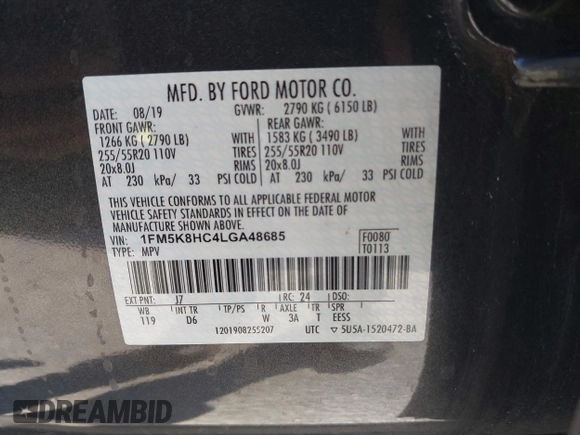 MFD. BY FORD MOTOR CO.
DATE: 08/19 GVWR: 2790 KG ( 6150 LB)
FRONT GAWR: REAR GAWR:
1266 KG ( 2790 LB) WITH 1583 KG ( 3490 LB) WITH
255/55R20 110V TIRES 255/55R20 110V TIRES
20x8.0J RIMS 20x8.0J RIMS
AT 230 kPa/ 33 PSI COLD AT 230 kPa/ 33 PSI COLD
THIS VEHICLE CONFORMS TO ALL APPLICABLE FEDERAL MOTOR
VEHICLE SAFETY AND THEFT PREVENTION STANDARDS IN EFFECT ON THE DATE OF
MANUFACTURE SHOWN ABOVE.
VIN: 1FM5K8HC4LGA48685 F0080
TYPE: MPV T0113
EXT PNT: J7 RC: 24 DSO:
WB INT TR TP/PS R AXLE TR SPR
119 D6 W 3A T EESS
1201908255207 UTC ▽ 5U5A-1520472-BA
DREAMBID